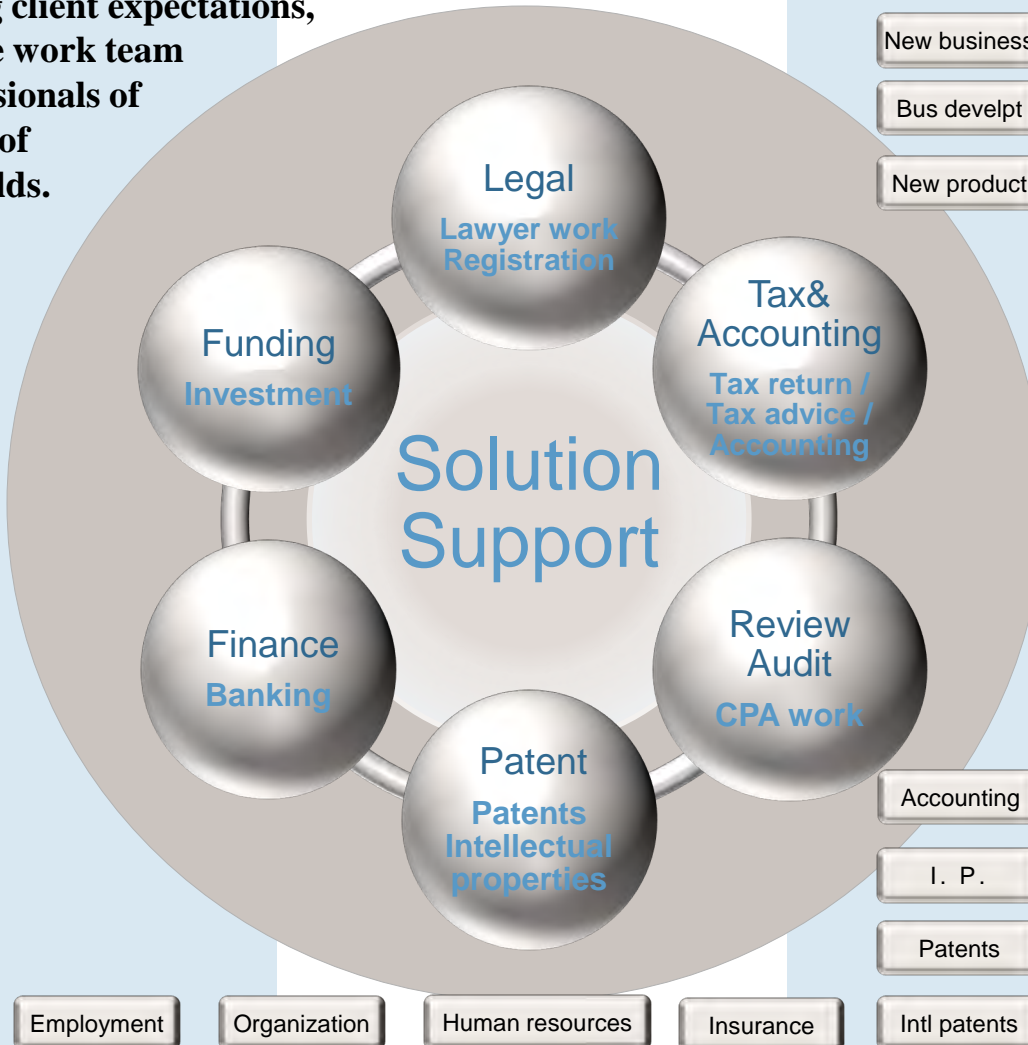 client expectations,
work team
of
of
New business
Bus develpt
New product
Legal
Lawyer work
Registration
Tax&
Accounting
Tax return /
Tax advice /
Accounting
Funding
Investment
Solution
Support
Finance
Banking
Review
Audit
CPA work
Patent
Patents
Intellectual
properties
Accounting
I. P.
Patents
Intl patents
Employment
Organization
Human resources
Insurance